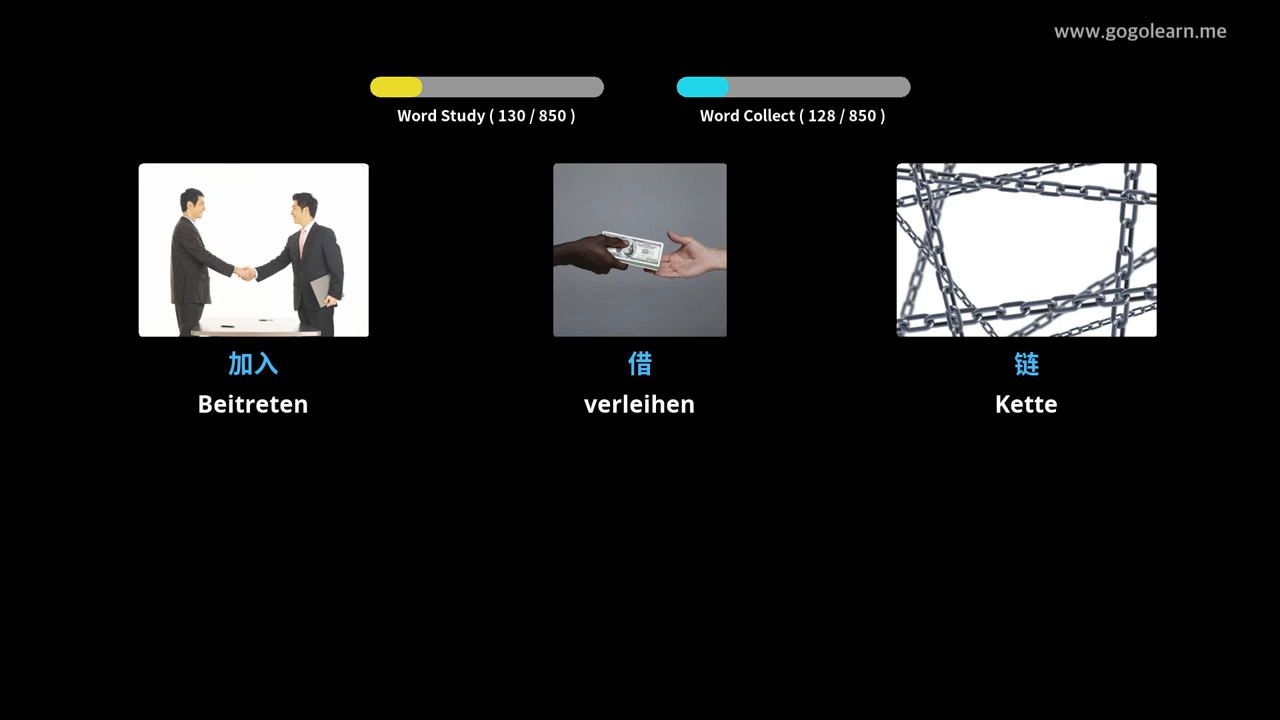 www.gogolearn.me
Word Study ( 130 / 850 )
Word Collect ( 128 / 850 )
加入
Beitreten
借
verleihen
链
Kette